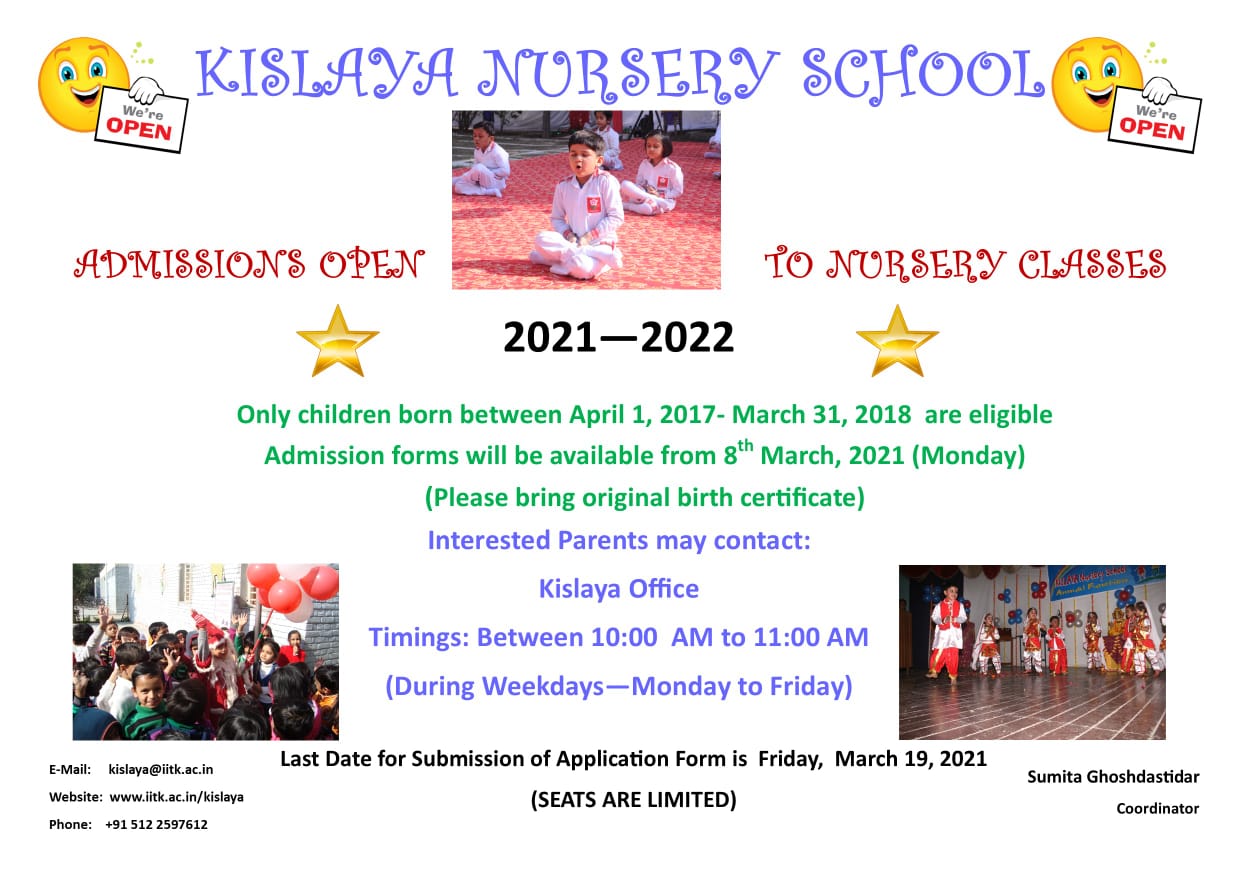 KISLAYA NURSERY SCHOOL
We're
OPEN
We're
OPEN
ADMISSIONS OPEN
TO NURSERY CLASSES
2021—2022
Only children born between April 1, 2017- March 31, 2018 are eligible
Admission forms will be available from 8th March, 2021 (Monday)
(Please bring original birth certificate)
Interested Parents may contact:
Kislaya Office
Timings: Between 10:00 AM to 11:00 AM
(During Weekdays—Monday to Friday)
KISLAYA Nursery School
Annual Function
Last Date for Submission of Application Form is Friday, March 19, 2021
(SEATS ARE LIMITED)
E-Mail: kislaya@iitk.ac.in
Website: www.iitk.ac.in/kislaya
Phone: +91 512 2597612
Sumita Ghoshdastidar
Coordinator